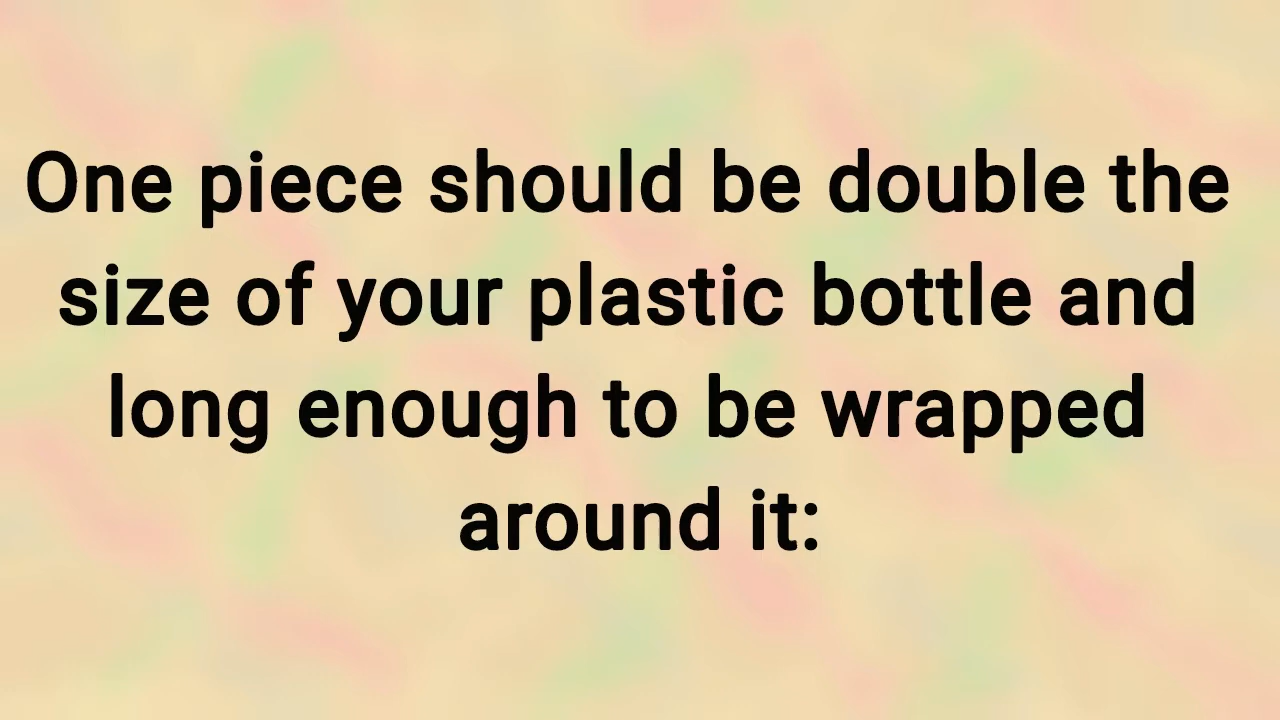 One piece should be double the
size of your plastic bottle and
long enough to be wrapped
around it: